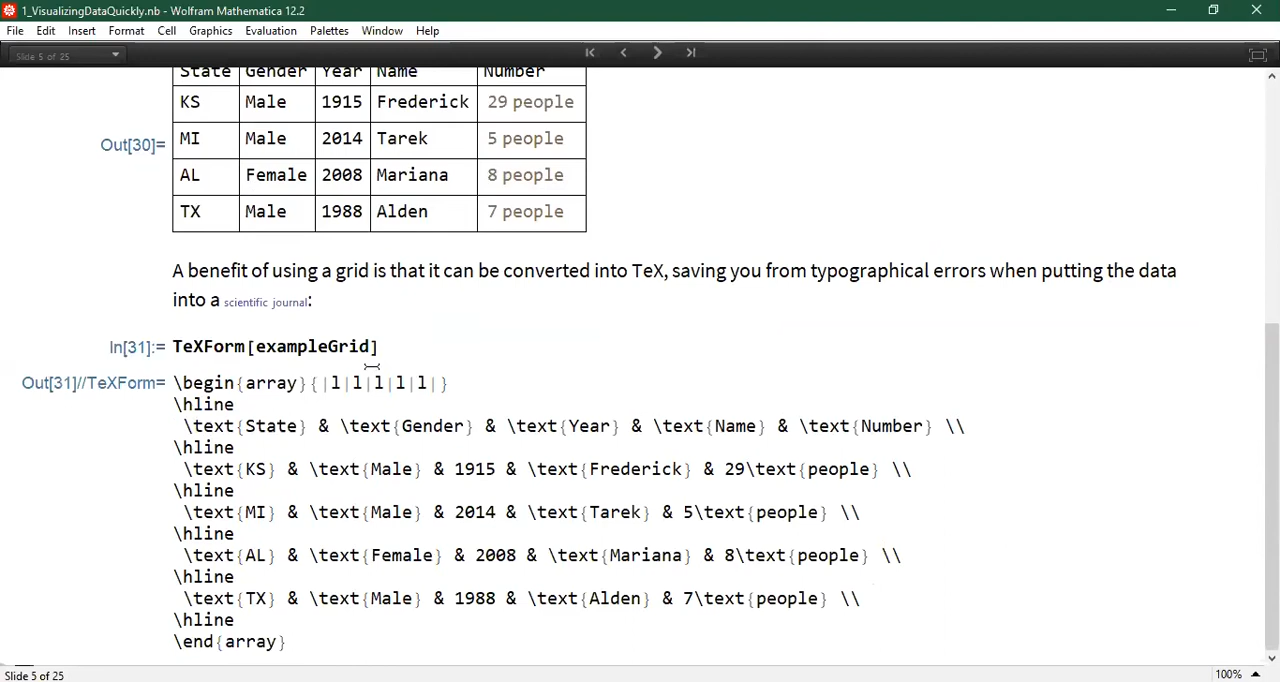 1_VisualizingDataQuickly.nb - Wolfram Mathematica 12.2
File Edit Insert Format Cell Graphics Evaluation Palettes Window Help
Slide 5 of 25
State Gender Year Name Number
KS Male 1915 Frederick 29 people
Out[30]=
MI Male 2014 Tarek 5 people
AL Female 2008 Mariana 8 people
TX Male 1988 Alden 7 people
A benefit of using a grid is that it can be converted into TeX, saving you from typographical errors when putting the data
into a scientific journal:
In[31]:= TeXForm[exampleGrid]
Out[31]//TeXForm= \begin{array}{|l|l|l|l|l|}
\hline
\text{State} & \text{Gender} & \text{Year} & \text{Name} & \text{Number} \\
\hline
\text{KS} & \text{Male} & 1915 & \text{Frederick} & 29\text{people} \\
\hline
\text{MI} & \text{Male} & 2014 & \text{Tarek} & 5\text{people} \\
\hline
\text{AL} & \text{Female} & 2008 & \text{Mariana} & 8\text{people} \\
\hline
\text{TX} & \text{Male} & 1988 & \text{Alden} & 7\text{people} \\
\hline
\end{array}
Slide 5 of 25 100%